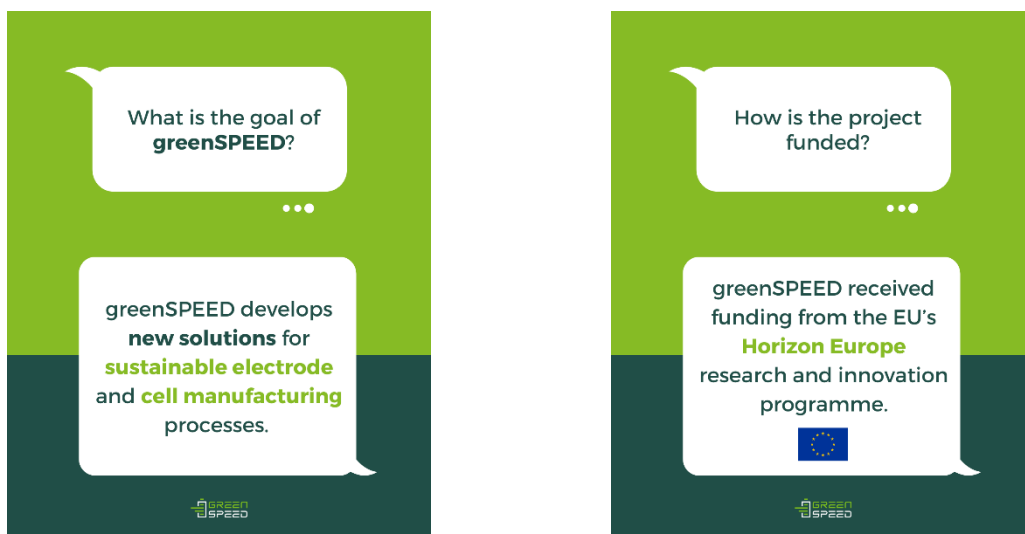 What is the goal of
greenSPEED?
greenSPEED develops
new solutions for
sustainable electrode
and cell manufacturing
processes.
GREEN
SPEED
How is the project
funded?
greenSPEED received
funding from the EU’s
Horizon Europe
research and innovation
programme.
GREEN
SPEED